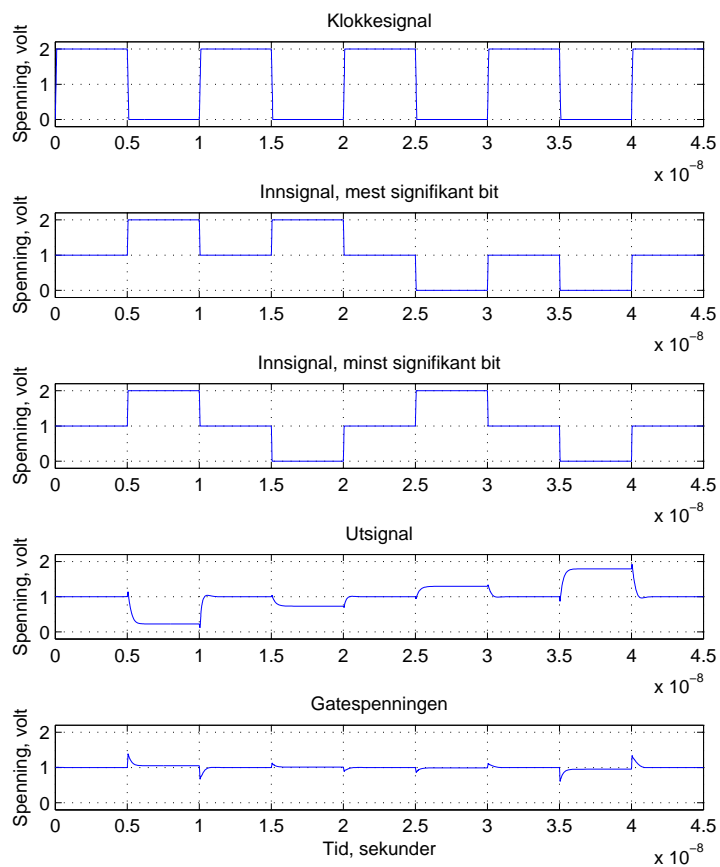 Klokkesignal
Spenning, volt
2
1
0
0 0.5 1 1.5 2 2.5 3 3.5 4 4.5
x 10⁻⁸
Innsignal, mest signifikant bit
Spenning, volt
2
1
0
0 0.5 1 1.5 2 2.5 3 3.5 4 4.5
x 10⁻⁸
Innsignal, minst signifikant bit
Spenning, volt
2
1
0
0 0.5 1 1.5 2 2.5 3 3.5 4 4.5
x 10⁻⁸
Utsignal
Spenning, volt
2
1
0
0 0.5 1 1.5 2 2.5 3 3.5 4 4.5
x 10⁻⁸
Gatespenningen
Spenning, volt
2
1
0
0 0.5 1 1.5 2 2.5 3 3.5 4 4.5
Tid, sekunder
x 10⁻⁸